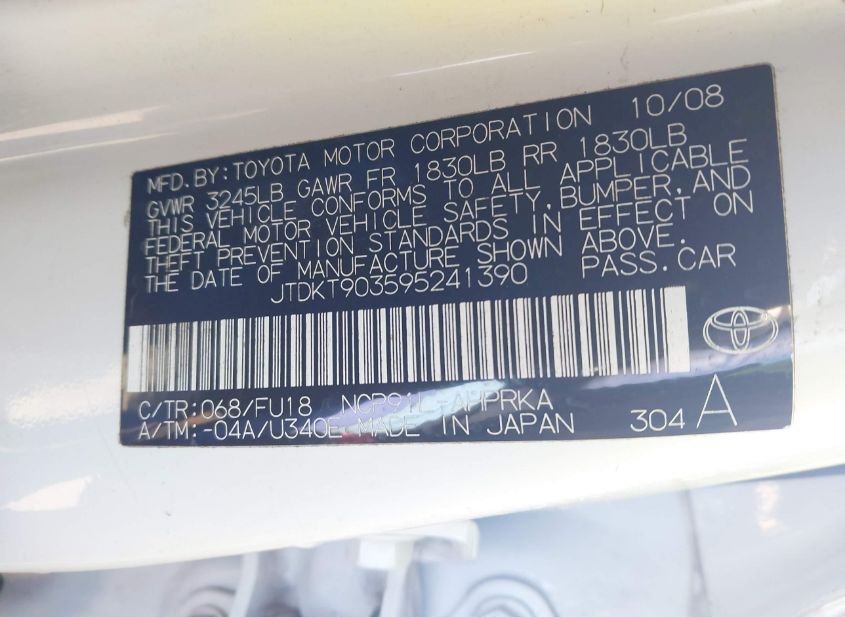 MFD.BY:TOYOTA MOTOR CORPORATION 10/08
GVWR 3245LB GAWR FR 1830LB RR 1830LB
THIS VEHICLE CONFORMS TO ALL APPLICABLE
FEDERAL MOTOR VEHICLE SAFETY,BUMPER,AND
THEFT PREVENTION STANDARDS IN EFFECT ON
THE DATE OF MANUFACTURE SHOWN ABOVE.
JTDKT903595241390 PASS.CAR
C/TR:068/FU18 NCP91L-AHPRKA
A/TM:-04A/U340E MADE IN JAPAN 304 A